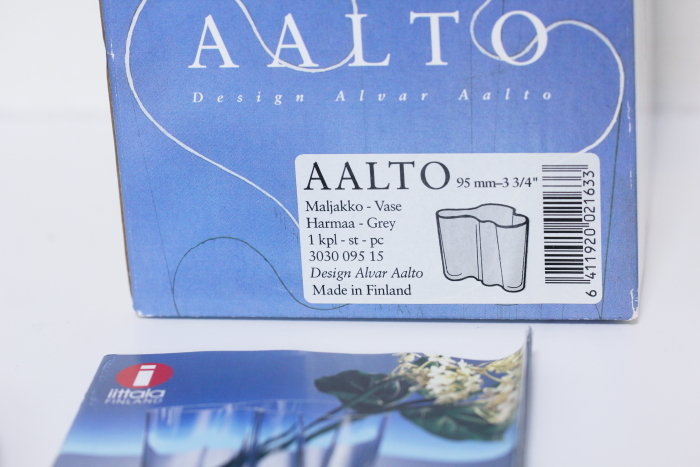 AALTO
Design Alvar Aalto
AALTO 95 mm–3 3/4"
Maljakko - Vase
Harmaa - Grey
1 kpl - st - pc
3030 095 15
Design Alvar Aalto
Made in Finland
6 411920 021633
i
iittala
FINLAND